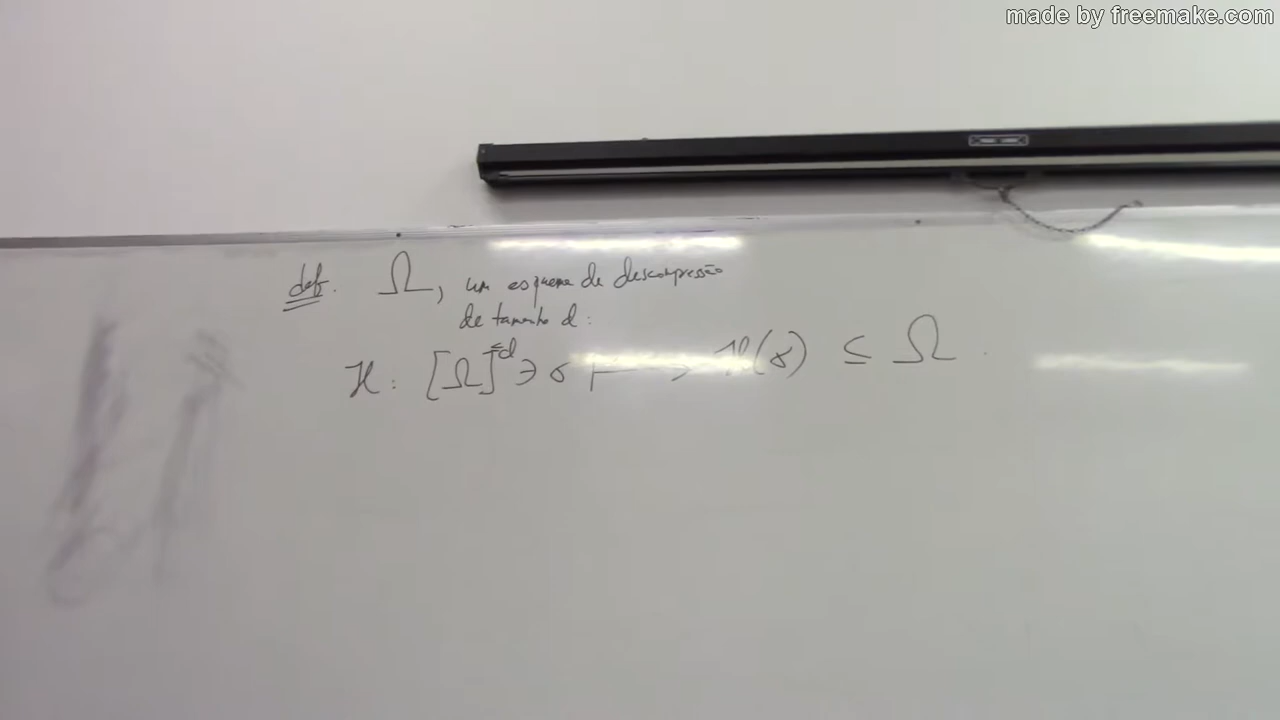 made by freemake.com
def. Ω, um esquema de descompressão
de tamanho d:
ℋ: [Ω]^{≤d} ∋ σ ⟼ ℋ(σ) ⊆ Ω.